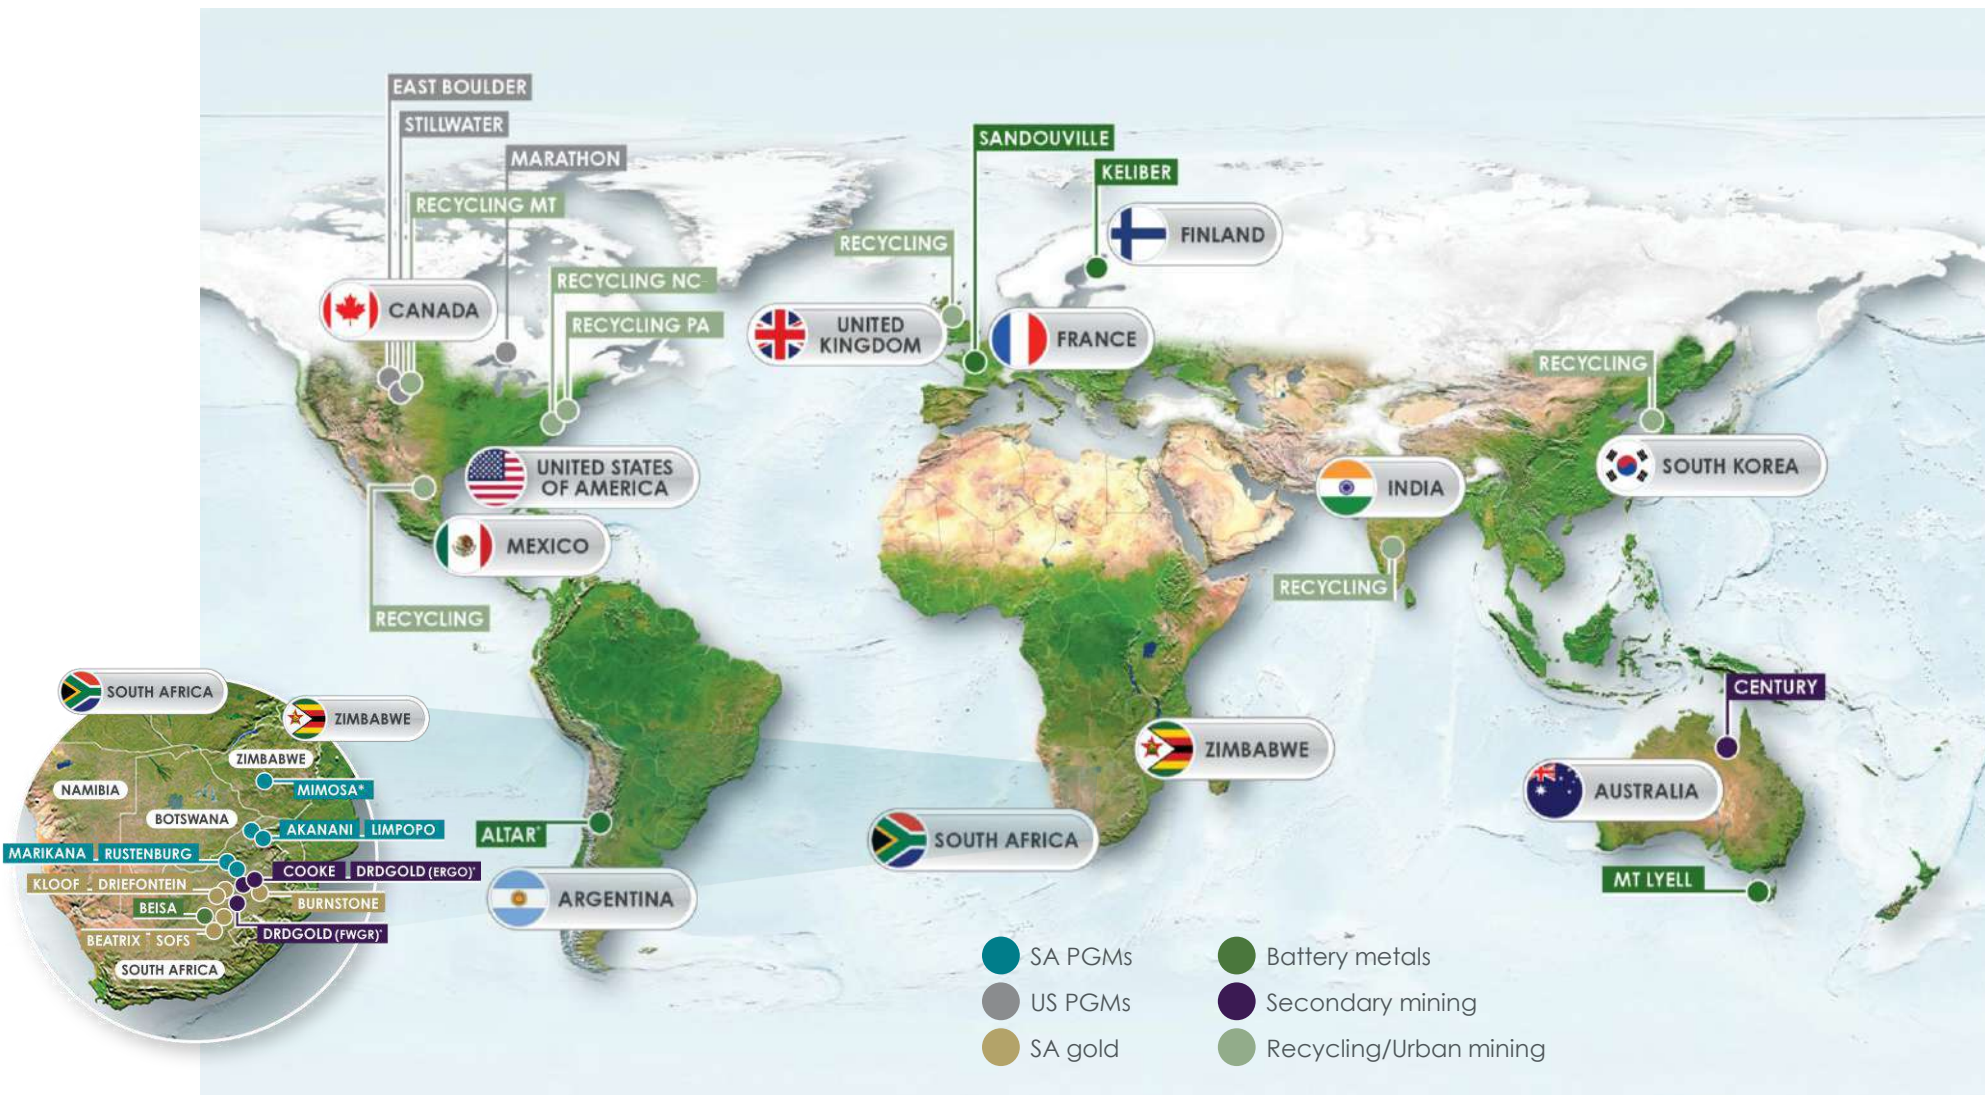 EAST BOULDER
STILLWATER
MARATHON
RECYCLING MT
SANDOUVILLE
KELIBER
FINLAND
RECYCLING
RECYCLING NC
CANADA
RECYCLING PA
UNITED
KINGDOM
FRANCE
RECYCLING
UNITED STATES
OF AMERICA
INDIA
SOUTH KOREA
MEXICO
RECYCLING
RECYCLING
SOUTH AFRICA
ZIMBABWE
ZIMBABWE
NAMIBIA
MIMOSA*
BOTSWANA
AKANANI LIMPOPO
MARIKANA RUSTENBURG
COOKE DRDGOLD (ERGO)*
KLOOF DRIEFONTEIN
BURNSTONE
BEISA
DRDGOLD (FWGR)*
BEATRIX SOFS
SOUTH AFRICA
CENTURY
ZIMBABWE
AUSTRALIA
ALTAR*
SOUTH AFRICA
MT LYELL
ARGENTINA
SA PGMs
US PGMs
SA gold
Battery metals
Secondary mining
Recycling/Urban mining